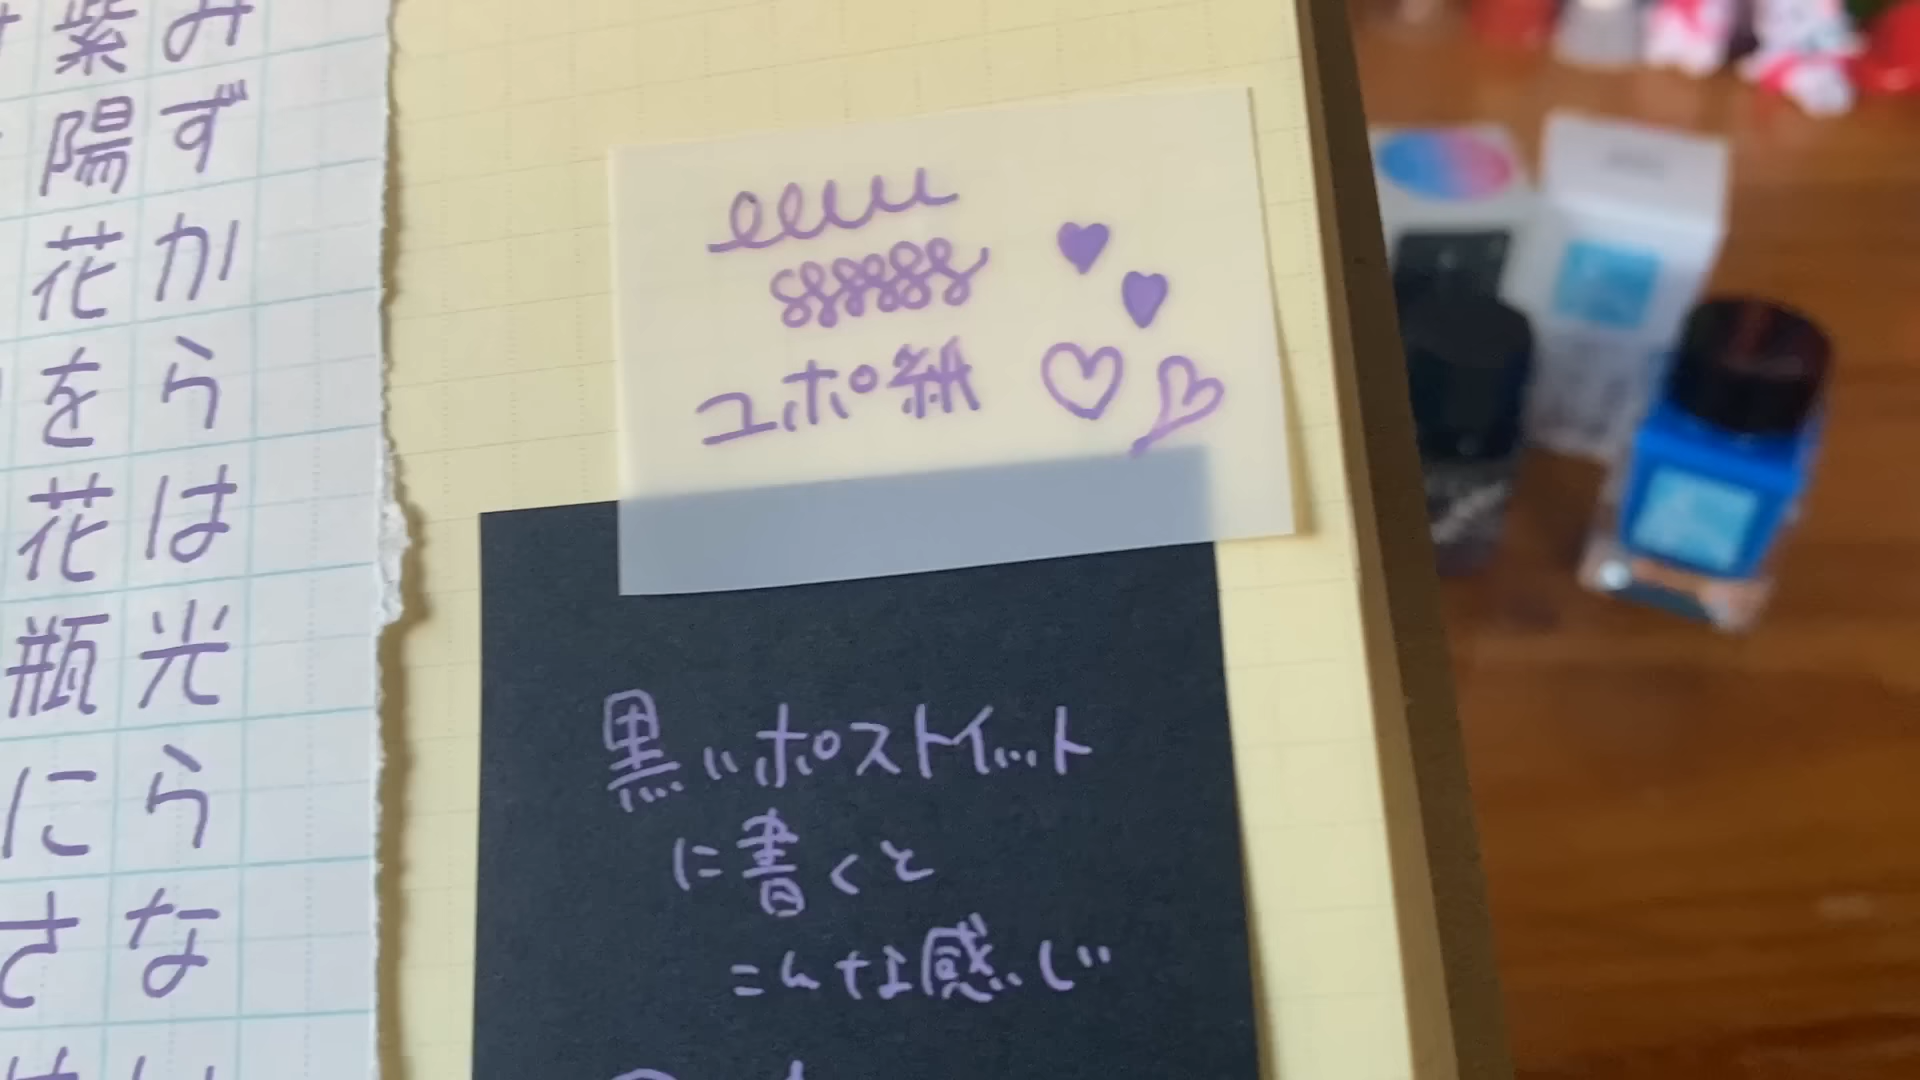 みずからは光らな
紫陽花を花瓶にさ
ユポ紙
黒いポストイット
に書くと
こんな感じ